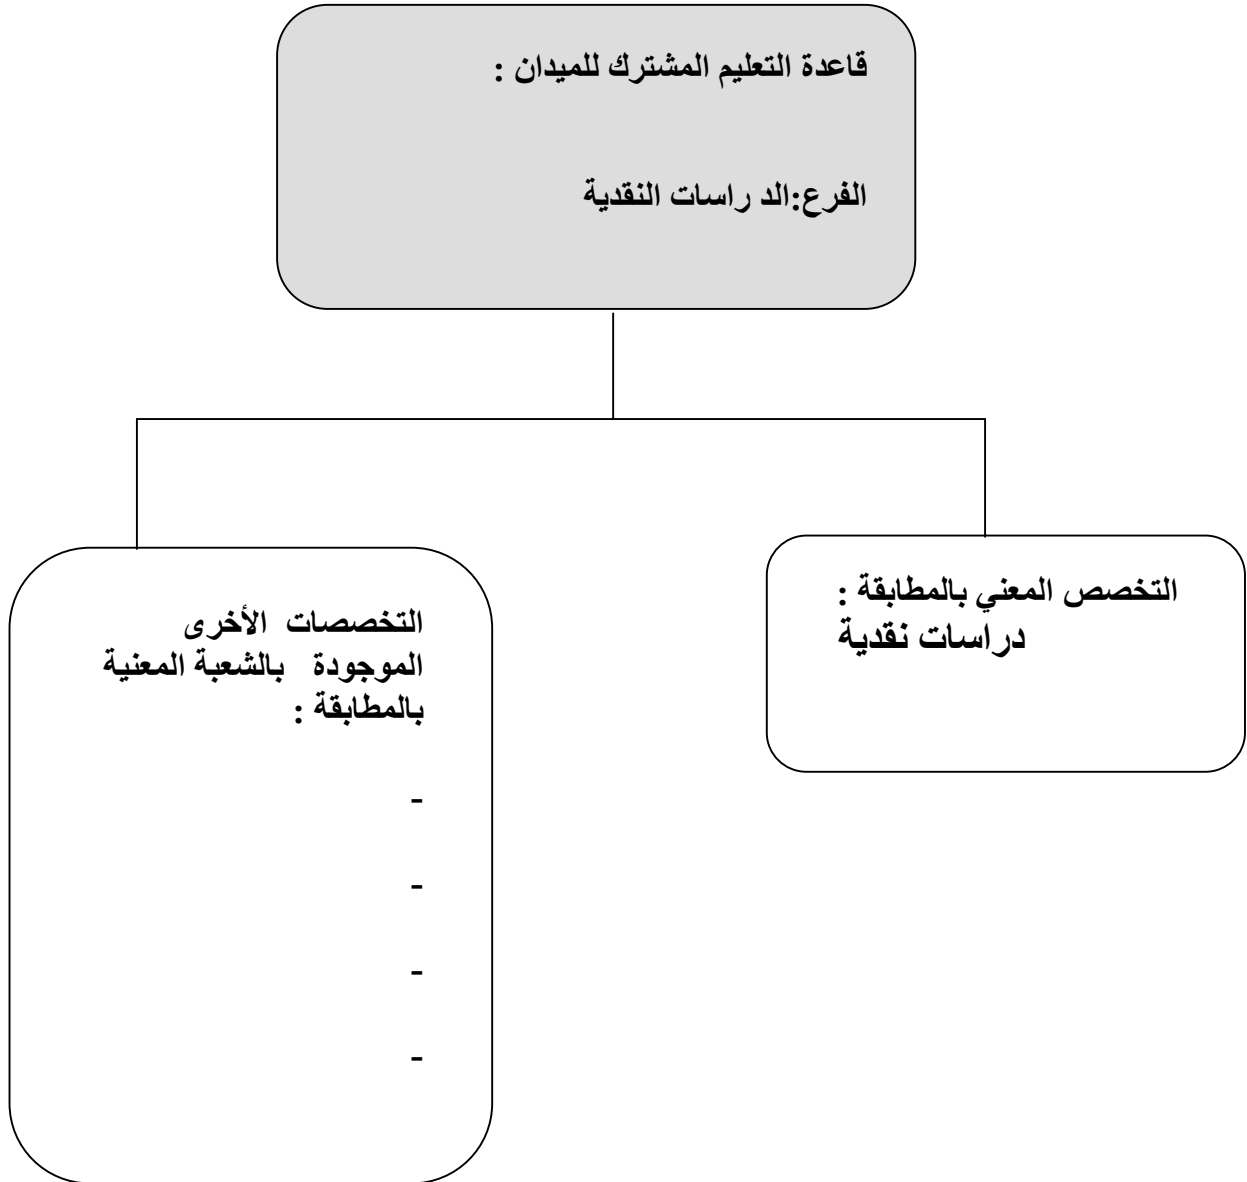 قاعدة التعليم المشترك للميدان :
الفرع:الد راسات النقدية
التخصص المعني بالمطابقة :
دراسات نقدية
التخصصات الأخرى
الموجودة بالشعبة المعنية
بالمطابقة :
-
-
-
-